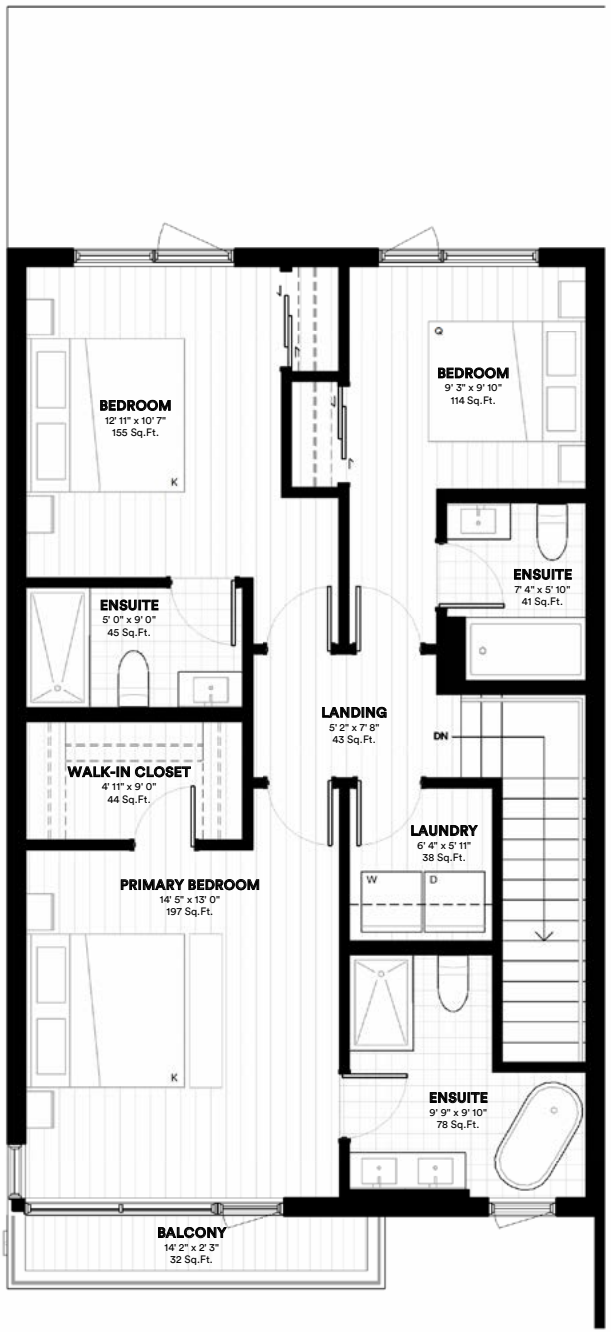 Q
BEDROOM
9' 3" x 9' 10"
114 Sq.Ft.
BEDROOM
12' 11" x 10' 7"
155 Sq.Ft.
K
ENSUITE
7' 4" x 5' 10"
41 Sq.Ft.
ENSUITE
5' 0" x 9' 0"
45 Sq.Ft.
LANDING
5' 2" x 7' 8"
43 Sq.Ft.
DN
WALK-IN CLOSET
4' 11" x 9' 0"
44 Sq.Ft.
LAUNDRY
6' 4" x 5' 11"
38 Sq.Ft.
W D
PRIMARY BEDROOM
14' 5" x 13' 0"
197 Sq.Ft.
K
ENSUITE
9' 9" x 9' 10"
78 Sq.Ft.
BALCONY
14' 2" x 2' 3"
32 Sq.Ft.